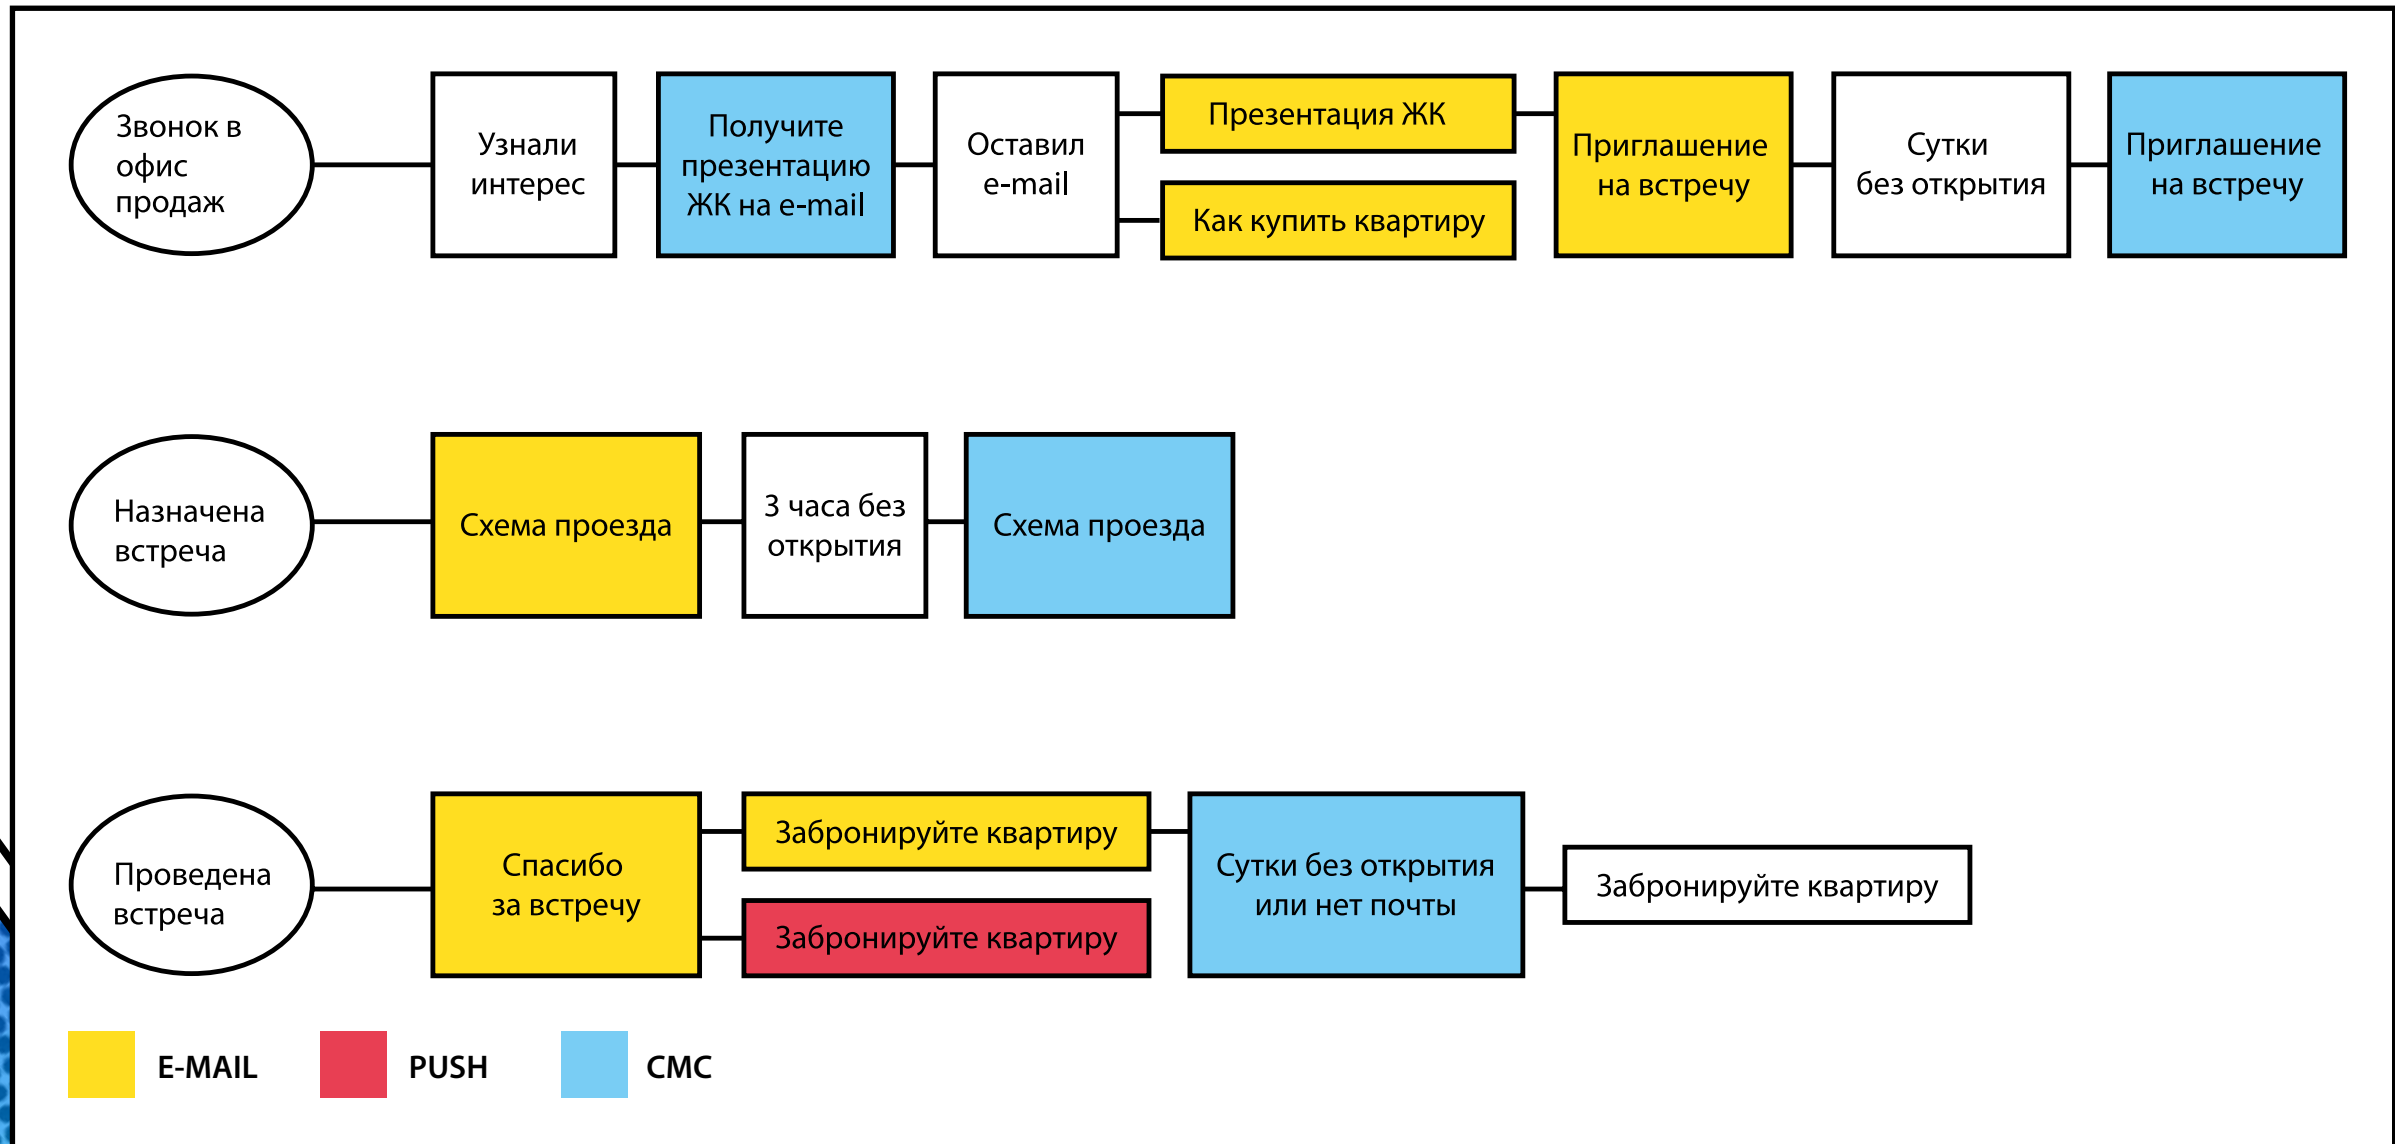 Звонок в
офис
продаж
Узнали
интерес
Получите
презентацию
ЖК на e-mail
Оставил
e-mail
Презентация ЖК
Как купить квартиру
Приглашение
на встречу
Сутки
без открытия
Приглашение
на встречу
Назначена
встреча
Схема проезда
3 часа без
открытия
Схема проезда
Проведена
встреча
Спасибо
за встречу
Забронируйте квартиру
Забронируйте квартиру
Сутки без открытия
или нет почты
Забронируйте квартиру
E-MAIL
PUSH
СМС